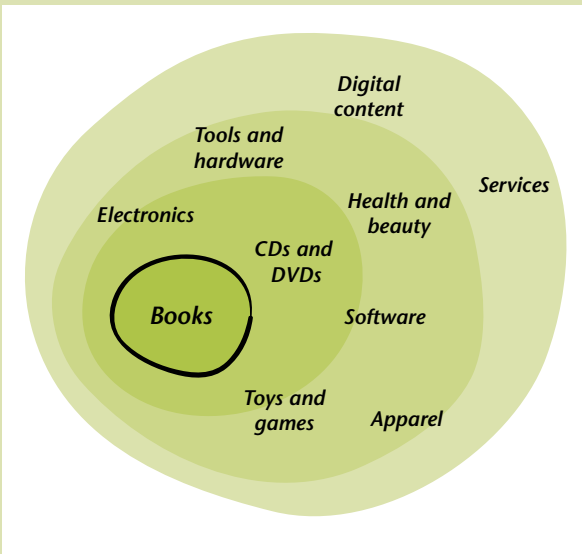 Digital
content
Tools and
hardware
Services
Health and
beauty
Electronics
CDs and
DVDs
Books
Software
Toys and
games
Apparel